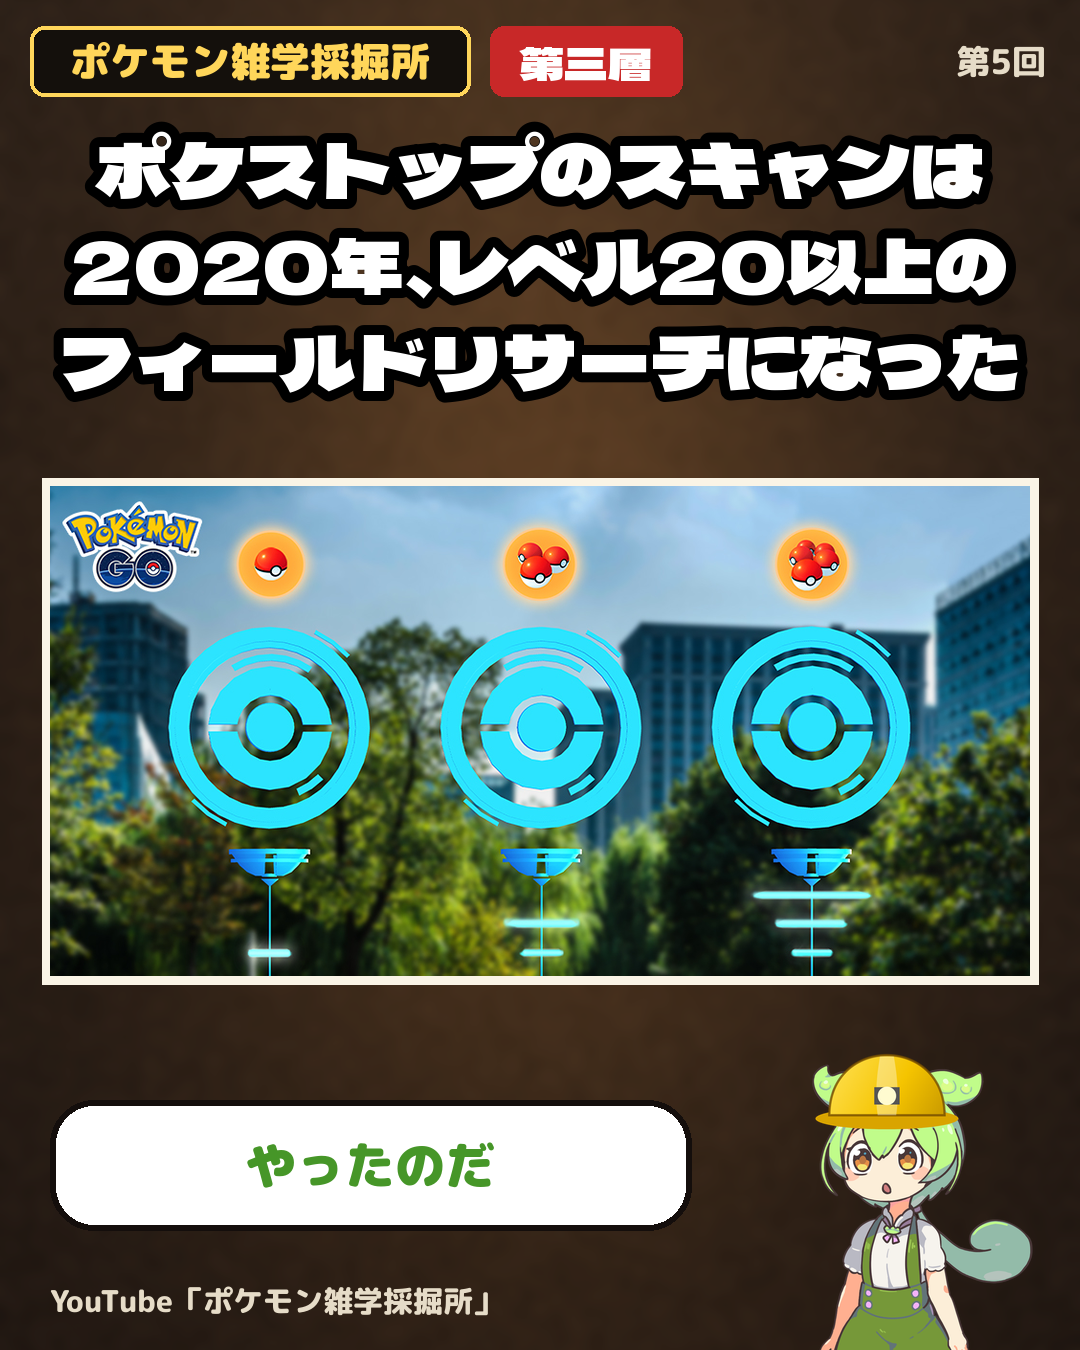 ポケモン雑学採掘所
第三層
第5回
ポケストップのスキャンは
2020年、レベル20以上の
フィールドリサーチになった
POKÉMON
GO
やったのだ
YouTube「ポケモン雑学採掘所」